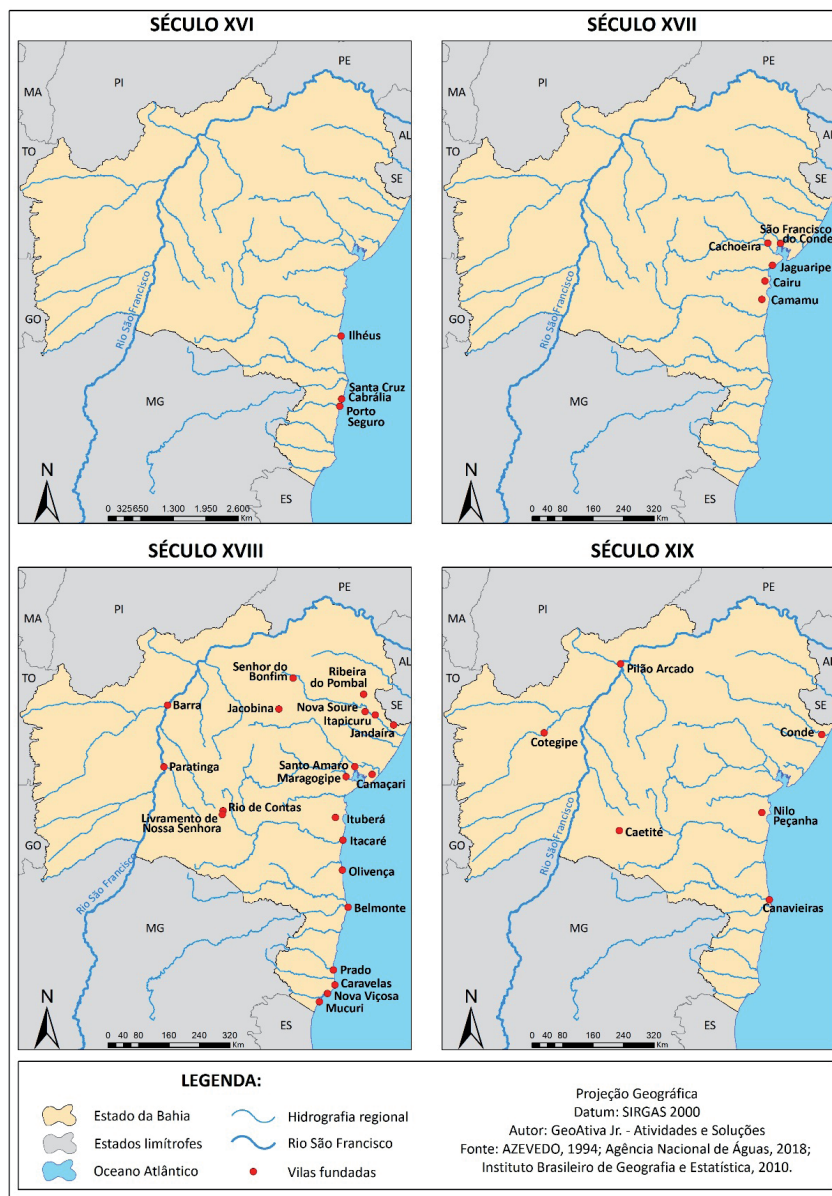 SÉCULO XVI
PE
PI
MA
AL
TO
SE
Rio São Francisco
GO
Ilhéus
Santa Cruz
Cabrália
Porto
Seguro
MG
N
ES
0 325650 1.300 1.950 2.600
Km
SÉCULO XVII
PE
PI
MA
AL
TO
SE
São Francisco
do Conde
Cachoeira
Jaguaripe
Cairu
Camamu
Rio São Francisco
GO
MG
N
ES
0 40 80 160 240 320
Km
SÉCULO XVIII
PE
PI
MA
AL
TO
Senhor do
Bonfim
Ribeira
do Pombal
SE
Barra
Jacobina
Nova Soure
Itapicuru
Jandaíra
Paratinga
Santo Amaro
Maragogipe
Camaçari
Rio de Contas
Livramento de
Nossa Senhora
Ituberá
Itacaré
GO
Olivença
Rio São Francisco
Belmonte
MG
Prado
Caravelas
Nova Viçosa
Mucuri
N
ES
0 40 80 160 240 320
Km
SÉCULO XIX
PE
PI
MA
AL
TO
Pilão Arcado
SE
Cotegipe
Conde
Nilo
Peçanha
Caetité
Rio São Francisco
GO
Canavieiras
MG
N
ES
0 40 80 160 240 320
Km
LEGENDA:
Estado da Bahia
Hidrografia regional
Estados limítrofes
Rio São Francisco
Oceano Atlântico
Vilas fundadas
Projeção Geográfica
Datum: SIRGAS 2000
Autor: GeoAtiva Jr. - Atividades e Soluções
Fonte: AZEVEDO, 1994; Agência Nacional de Águas, 2018;
Instituto Brasileiro de Geografia e Estatística, 2010.